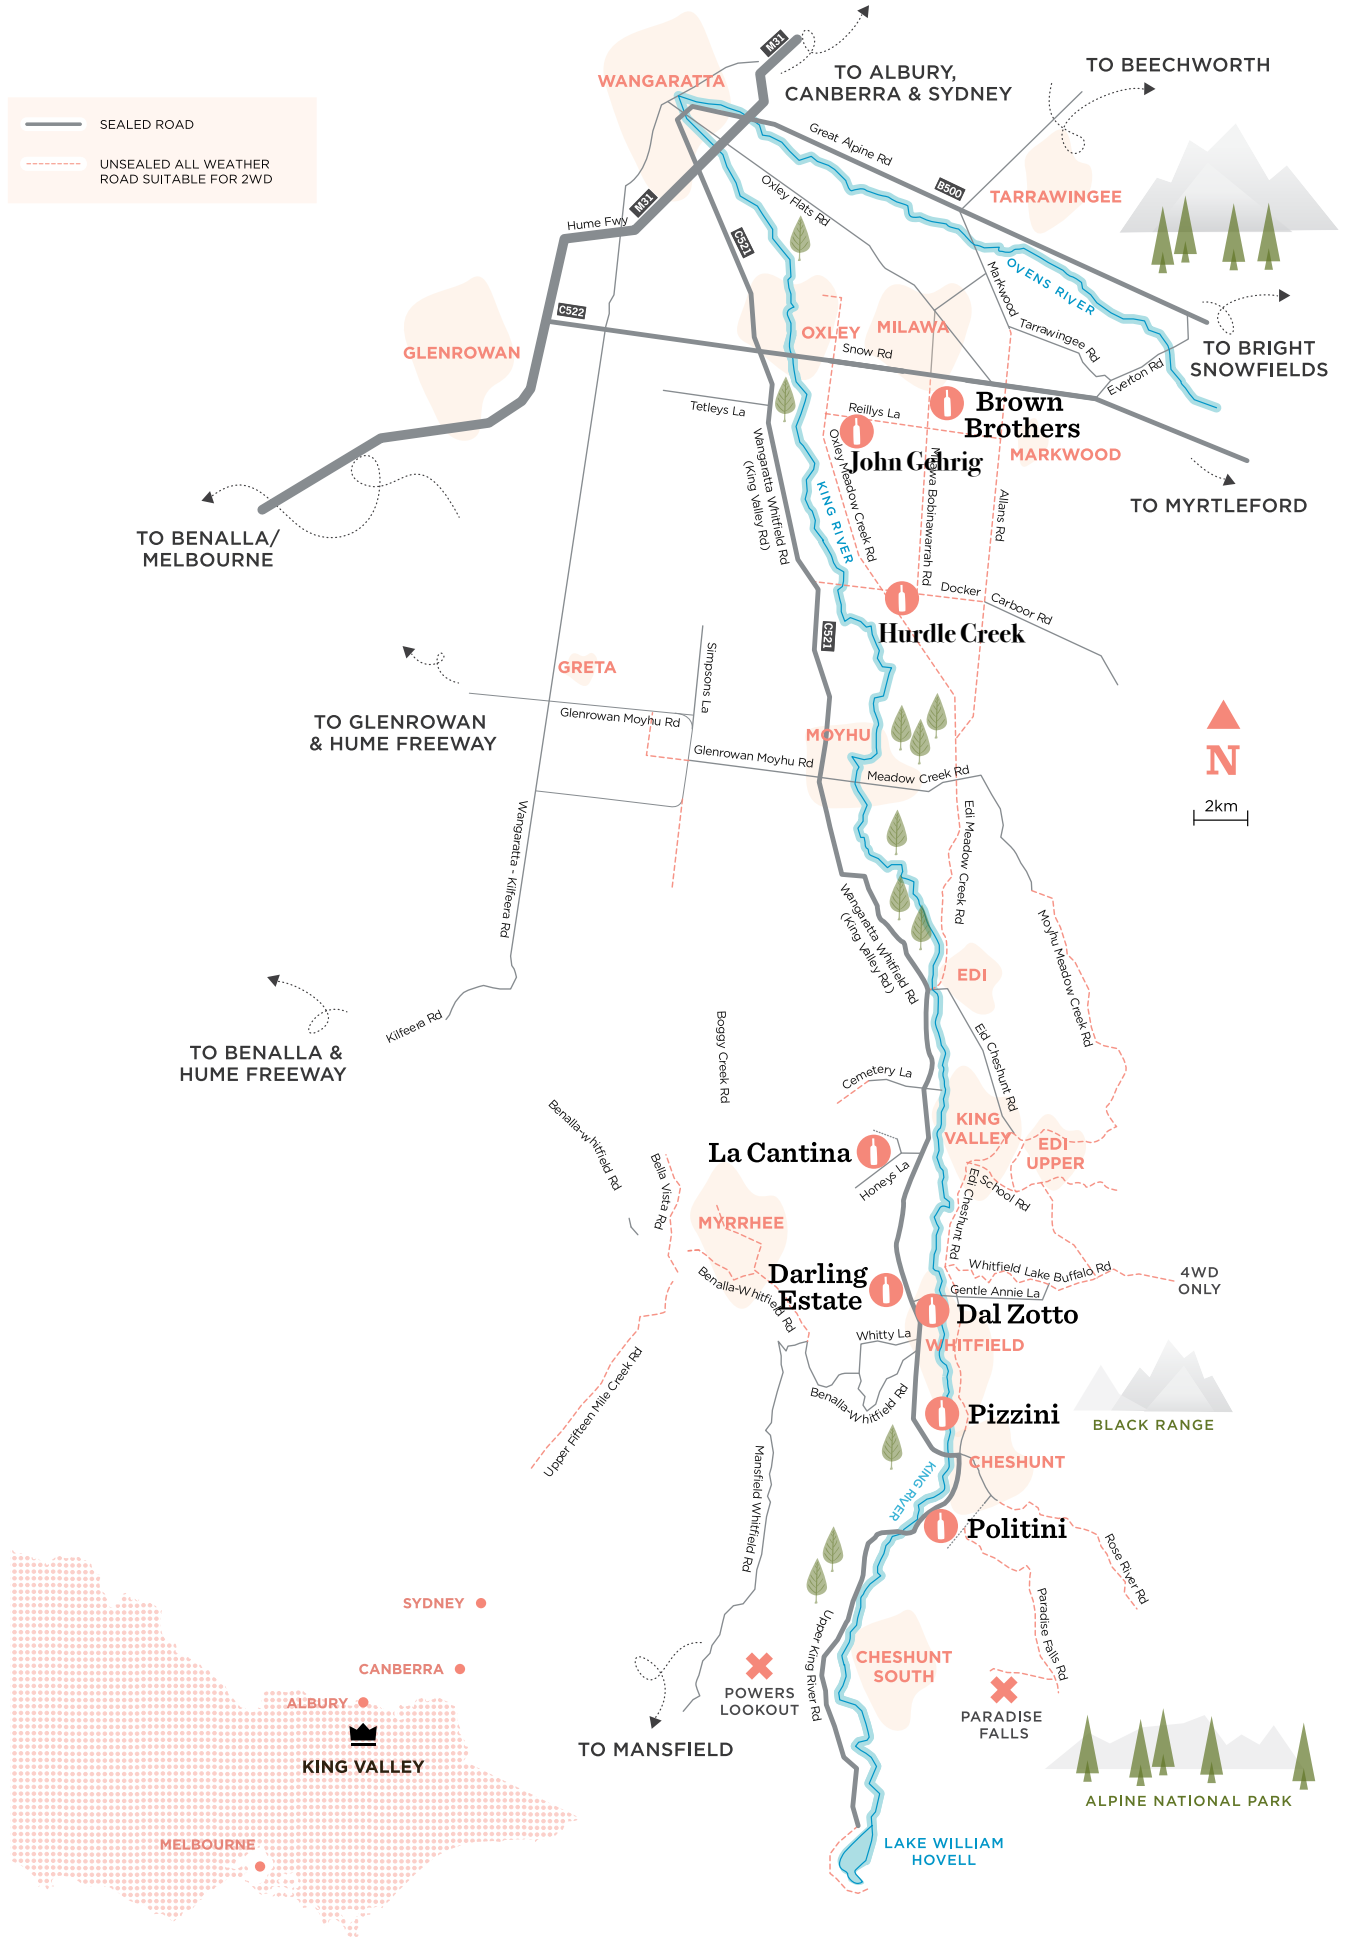 M31
WANGARATTA
TO ALBURY,
CANBERRA & SYDNEY
TO BEECHWORTH
SEALED ROAD
UNSEALED ALL WEATHER
ROAD SUITABLE FOR 2WD
Great Alpine Rd
B500
TARRAWINGEE
Oxley Flats Rd
M31
Hume Fwy
C521
OVENS RIVER
Markwood
Tarrawingee Rd
Everton Rd
C522
GLENROWAN
OXLEY
MILAWA
Snow Rd
TO BRIGHT
SNOWFIELDS
Tetleys La
Reillys La
Brown
Brothers
John Gehrig
MARKWOOD
TO MYRTLEFORD
TO BENALLA/
MELBOURNE
Wangaratta Whitfield Rd
(King Valley Rd)
KING RIVER
Oxley Meadow Creek Rd
Milawa Bobinawarrah Rd
Allans Rd
Docker
Carboor Rd
Hurdle Creek
C521
GRETA
Simpsons La
TO GLENROWAN
& HUME FREEWAY
Glenrowan Moyhu Rd
Glenrowan Moyhu Rd
MOYHU
Meadow Creek Rd
N
2km
Wangaratta - Kilfeera Rd
Edi Meadow Creek Rd
Wangaratta Whitfield Rd
(King Valley Rd)
Moyhu Meadow Creek Rd
EDI
Kilfeera Rd
TO BENALLA &
HUME FREEWAY
Boggy Creek Rd
Eid Cheshunt Rd
Cemetery La
KING
VALLEY
EDI
UPPER
Benalla-whitfield Rd
Bella Vista Rd
La Cantina
Honeys La
School Rd
Edi Cheshunt Rd
MYRRHEE
Benalla-Whitfield Rd
Darling
Estate
Whitfield Lake Buffalo Rd
4WD
ONLY
Gentle Annie La
Dal Zotto
Whitty La
WHITFIELD
Upper Fifteen Mile Creek Rd
Benalla-Whitfield Rd
Pizzini
BLACK RANGE
Mansfield Whitfield Rd
CHESHUNT
KING RIVER
Politini
Rose River Rd
Paradise Falls Rd
Upper King River Rd
CHESHUNT
SOUTH
POWERS
LOOKOUT
PARADISE
FALLS
TO MANSFIELD
ALPINE NATIONAL PARK
LAKE WILLIAM
HOVELL
SYDNEY
CANBERRA
ALBURY
KING VALLEY
MELBOURNE